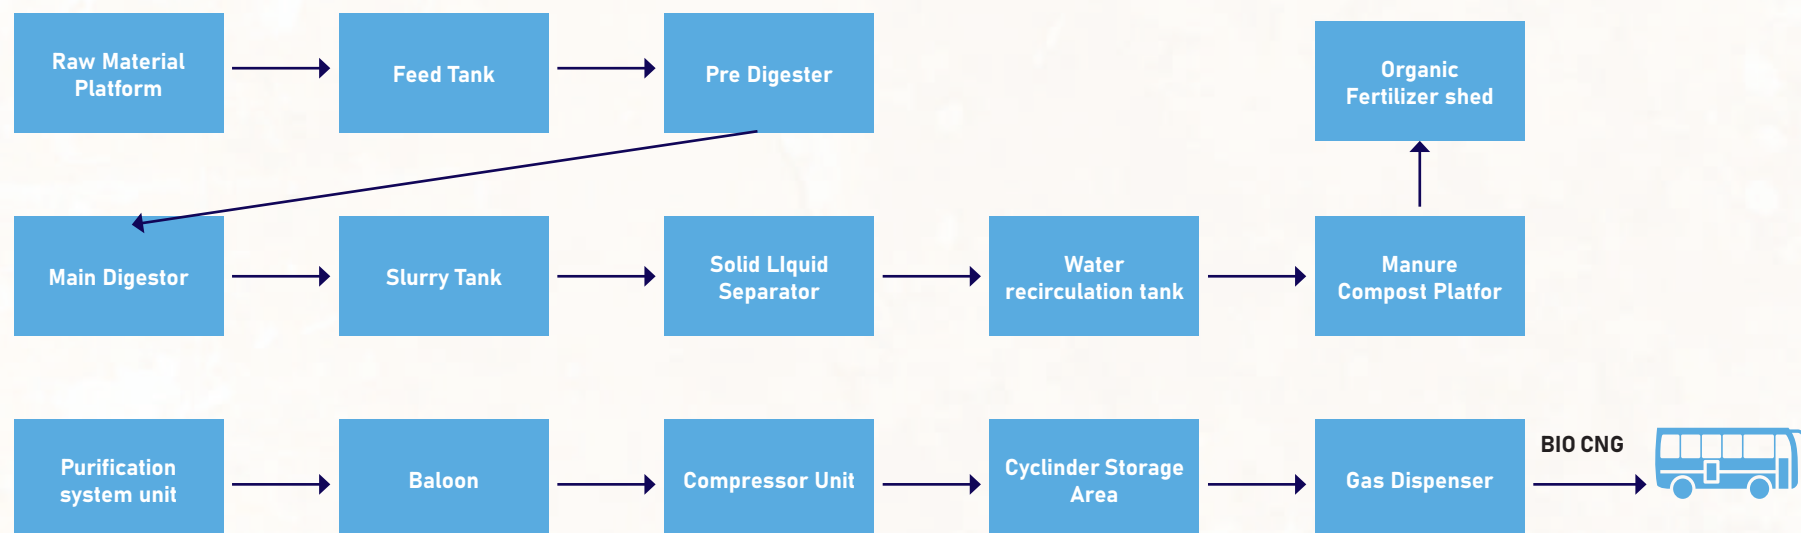 Raw Material
Platform
Feed Tank
Pre Digester
Organic
Fertilizer shed
Main Digestor
Slurry Tank
Solid LIquid
Separator
Water
recirculation tank
Manure
Compost Platfor
Purification
system unit
Baloon
Compressor Unit
Cyclinder Storage
Area
Gas Dispenser
BIO CNG